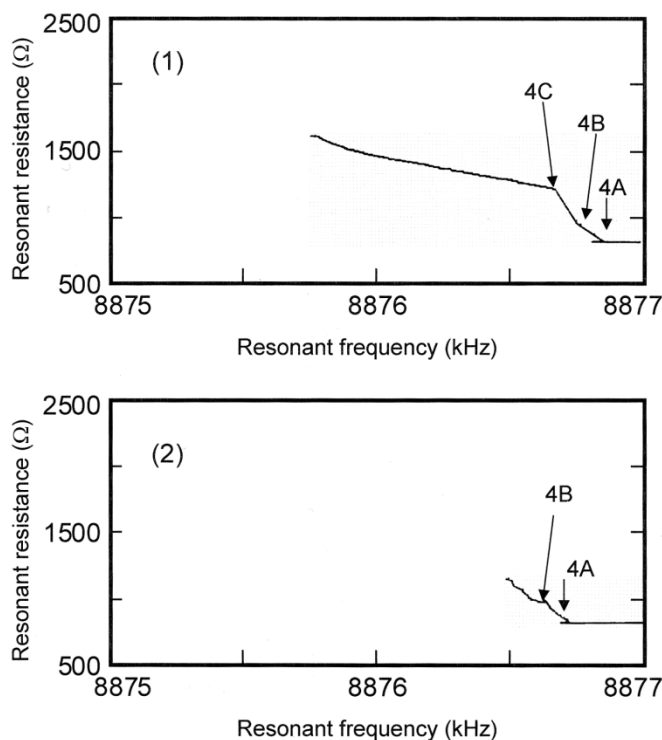 2500
(1)
Resonant resistance (Ω)
4C
4B
1500
4A
500
8875
8876
8877
Resonant frequency (kHz)
2500
(2)
Resonant resistance (Ω)
4B
1500
4A
500
8875
8876
8877
Resonant frequency (kHz)